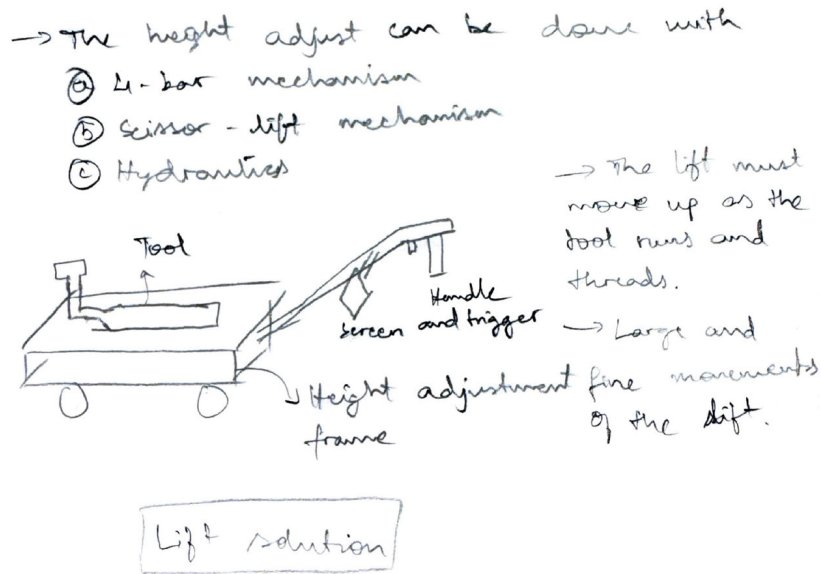 → The height adjust can be done with
ⓐ 4-bar mechanism
ⓑ Scissor-lift mechanism
ⓒ Hydraulics
→ The lift must
move up as the
tool runs and
threads.
→ Large and
fine movements
of the lift.
Tool
Handle
Screen and trigger
Height adjustment
frame
Lift solution